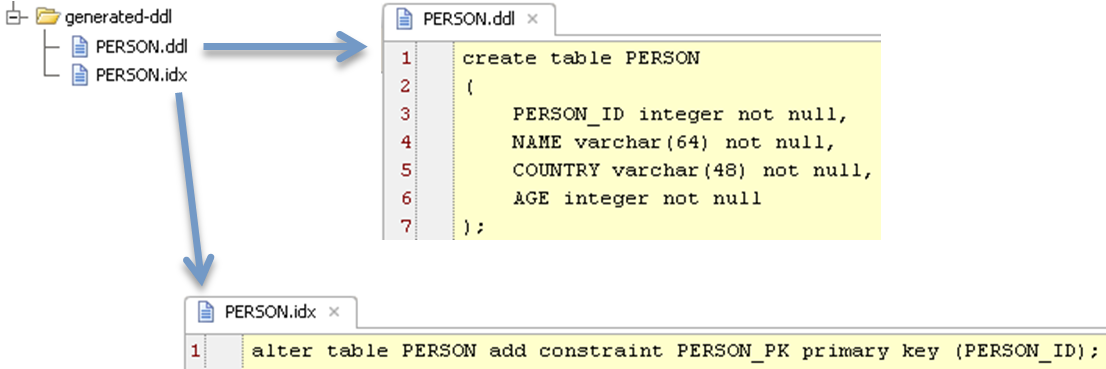 generated-ddl
PERSON.ddl
PERSON.idx
PERSON.ddl ×
1 create table PERSON
2 (
3 PERSON_ID integer not null,
4 NAME varchar(64) not null,
5 COUNTRY varchar(48) not null,
6 AGE integer not null
7 );
PERSON.idx ×
1 alter table PERSON add constraint PERSON_PK primary key (PERSON_ID);